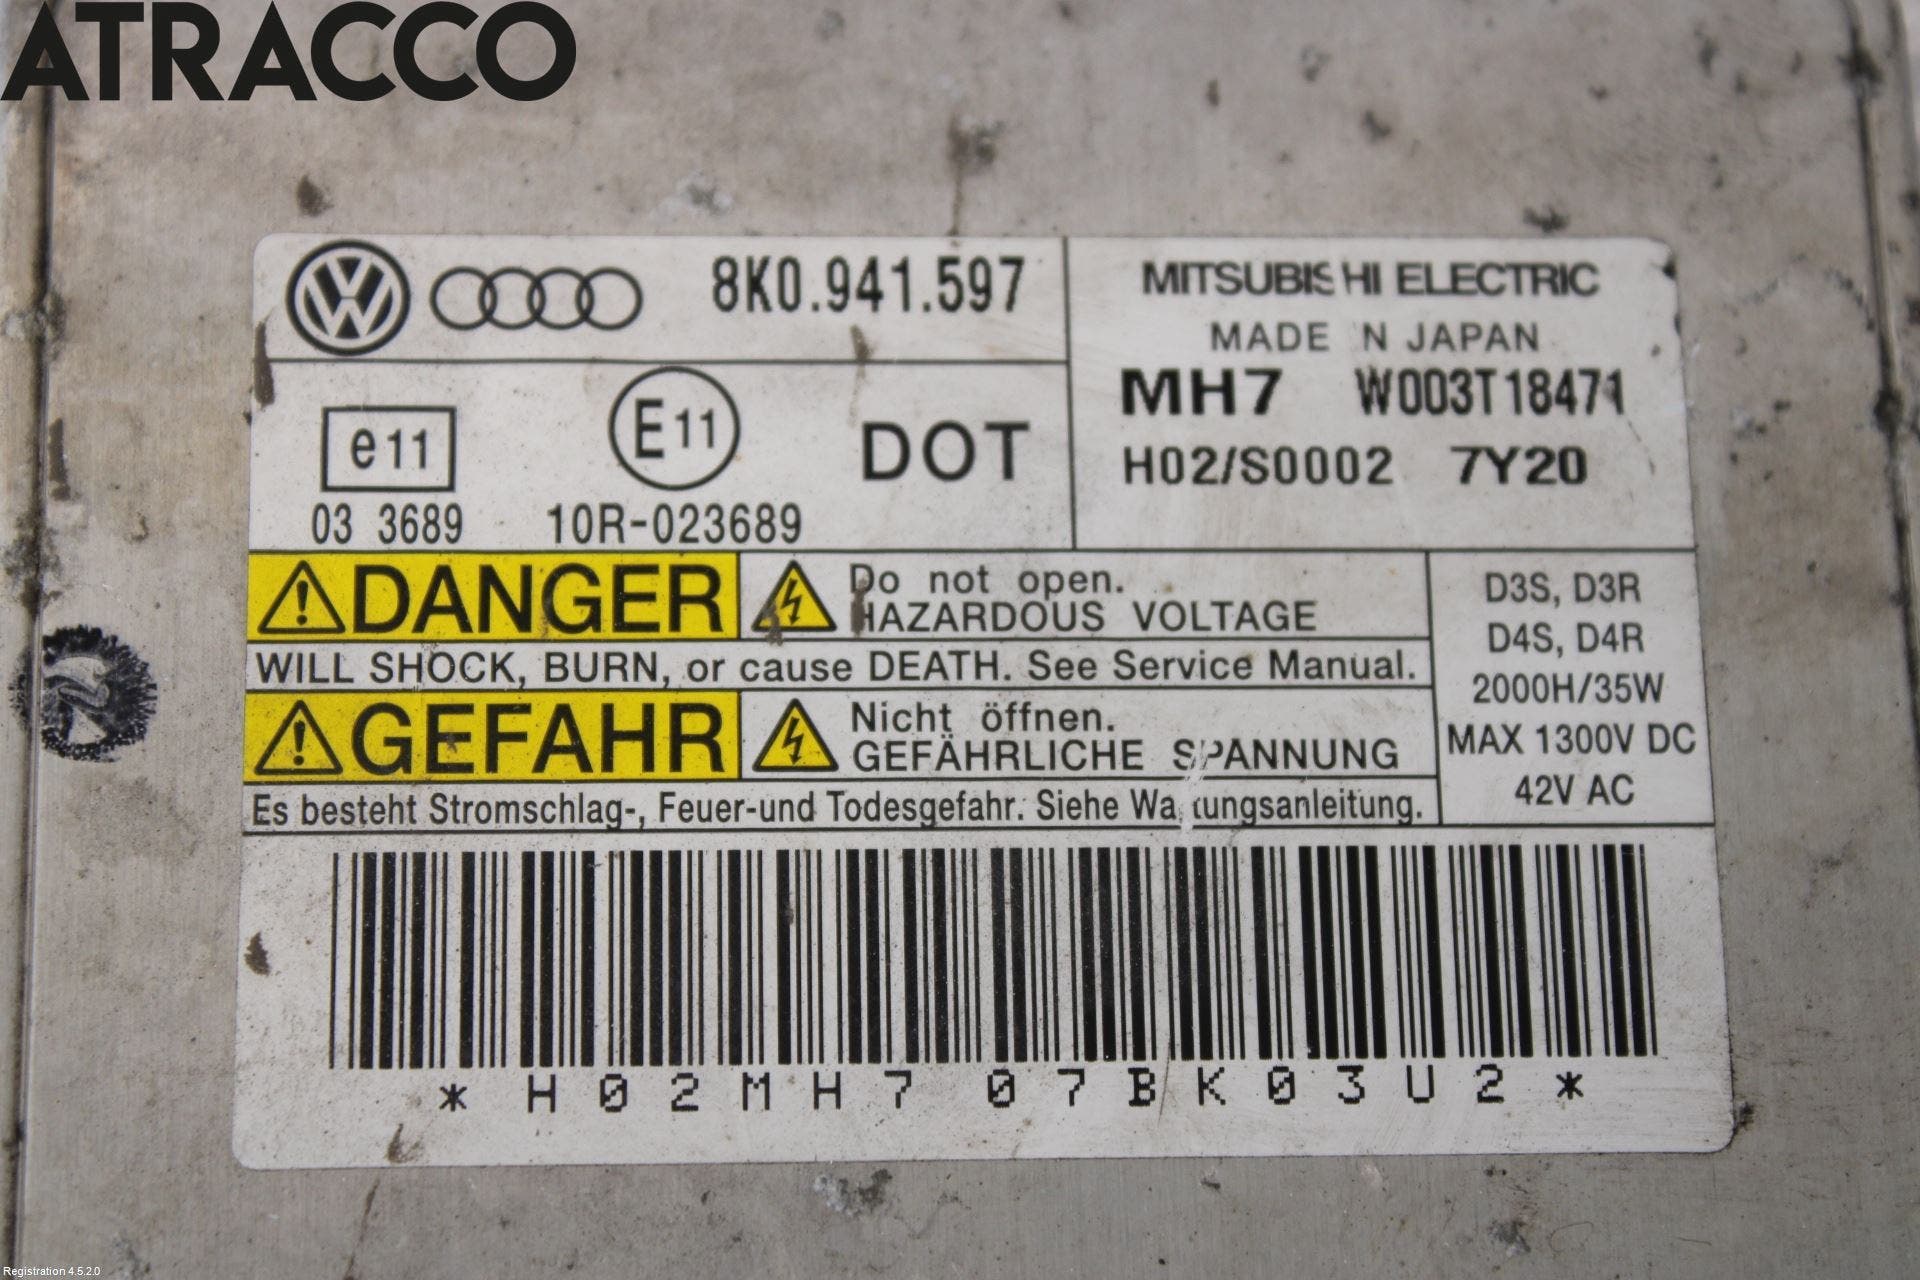 ATRACCO
8K0.941.597
e11
E11
DOT
03 3689 10R-023689
MITSUBISHI ELECTRIC
MADE IN JAPAN
MH7 W003T18471
H02/S0002 7Y20
DANGER
Do not open.
HAZARDOUS VOLTAGE
WILL SHOCK, BURN, or cause DEATH. See Service Manual.
GEFAHR
Nicht öffnen.
GEFÄHRLICHE SPANNUNG
Es besteht Stromschlag-, Feuer-und Todesgefahr. Siehe Wartungsanleitung.
D3S, D3R
D4S, D4R
2000H/35W
MAX 1300V DC
42V AC
*H02MH7 07BK03U2*
Registration 4.5.2.0